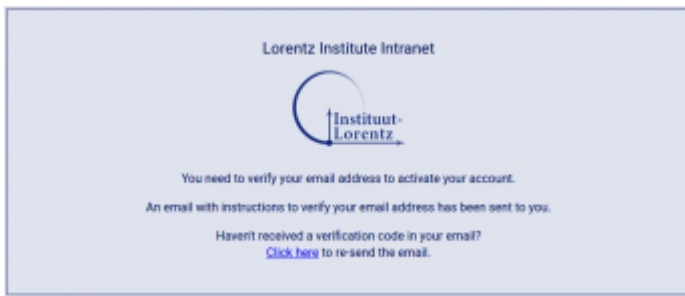 Lorentz Institute Intranet
Instituut-
Lorentz
You need to verify your email address to activate your account.
An email with instructions to verify your email address has been sent to you.
Haven't received a verification code in your email?
Click here to re-send the email.